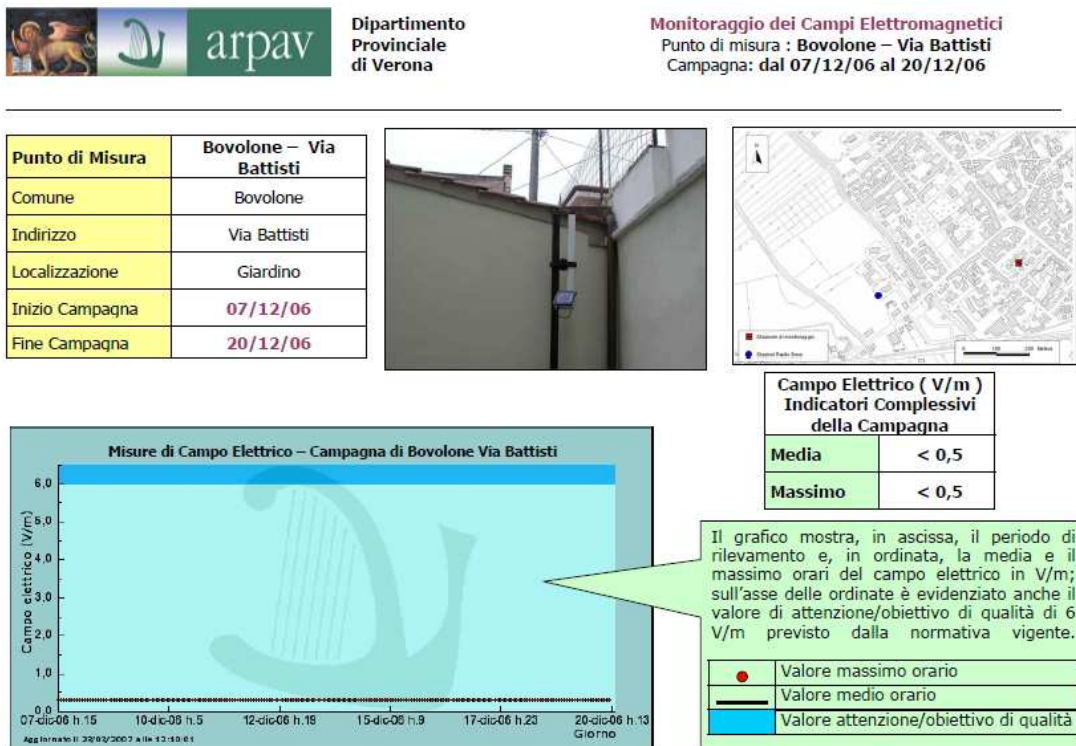 arpav
Dipartimento
Provinciale
di Verona
Monitoraggio dei Campi Elettromagnetici
Punto di misura : Bovolone – Via Battisti
Campagna: dal 07/12/06 al 20/12/06
Punto di Misura
Bovolone – Via
Battisti
Comune
Bovolone
Indirizzo
Via Battisti
Localizzazione
Giardino
Inizio Campagna
07/12/06
Fine Campagna
20/12/06
Campo Elettrico ( V/m )
Indicatori Complessivi
della Campagna
Media
< 0,5
Massimo
< 0,5
Misure di Campo Elettrico – Campagna di Bovolone Via Battisti
Campo elettrico (V/m)
6,0
5,0
4,0
3,0
2,0
1,0
0,0
07-dic-06 h.15
10-dic-06 h.5
12-dic-06 h.19
15-dic-06 h.9
17-dic-06 h.23
20-dic-06 h.13
Giorno
Il grafico mostra, in ascissa, il periodo di
rilevamento e, in ordinata, la media e il
massimo orari del campo elettrico in V/m;
sull'asse delle ordinate è evidenziato anche il
valore di attenzione/obiettivo di qualità di 6
V/m previsto dalla normativa vigente.
Valore massimo orario
Valore medio orario
Valore attenzione/obiettivo di qualità